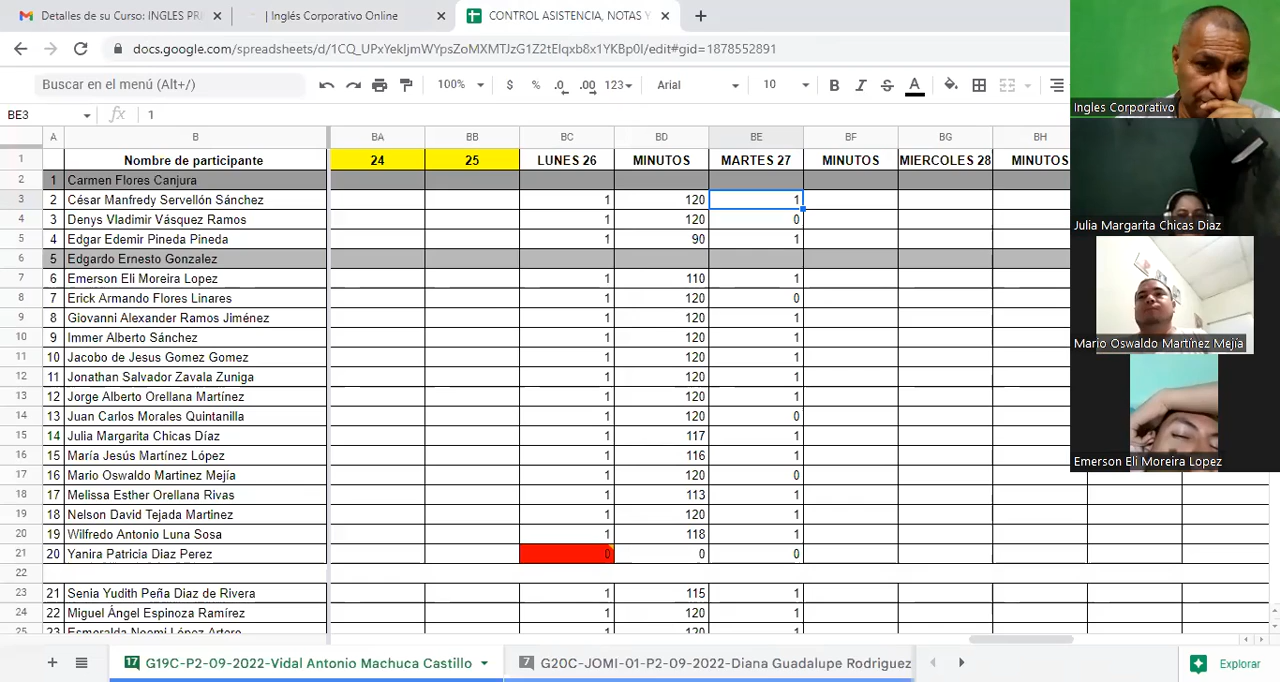 Detalles de su Curso: INGLES PRI
| Inglés Corporativo Online
CONTROL ASISTENCIA, NOTAS Y
docs.google.com/spreadsheets/d/1CQ_UPxYekIjmWYpsZoMXMTJzG1Z2tEIqxb8x1YKBp0I/edit#gid=1878552891
Buscar en el menú (Alt+/)
100%
$
%
.0
.00
123
Arial
10
B
I
S
A
BE3
fx
1
A B BA BB BC BD BE BF BG BH
1 Nombre de participante 24 25 LUNES 26 MINUTOS MARTES 27 MINUTOS MIERCOLES 28 MINUTOS
2 1 Carmen Flores Canjura
3 2 César Manfredy Servellón Sánchez 1 120 1
4 3 Denys Vladimir Vásquez Ramos 1 120 0
5 4 Edgar Edemir Pineda Pineda 1 90 1
6 5 Edgardo Ernesto Gonzalez
7 6 Emerson Eli Moreira Lopez 1 110 1
8 7 Erick Armando Flores Linares 1 120 0
9 8 Giovanni Alexander Ramos Jiménez 1 120 1
10 9 Immer Alberto Sánchez 1 120 1
11 10 Jacobo de Jesus Gomez Gomez 1 120 1
12 11 Jonathan Salvador Zavala Zuniga 1 120 1
13 12 Jorge Alberto Orellana Martínez 1 120 1
14 13 Juan Carlos Morales Quintanilla 1 120 0
15 14 Julia Margarita Chicas Díaz 1 117 1
16 15 María Jesús Martínez López 1 116 1
17 16 Mario Oswaldo Martinez Mejía 1 120 0
18 17 Melissa Esther Orellana Rivas 1 113 1
19 18 Nelson David Tejada Martinez 1 120 1
20 19 Wilfredo Antonio Luna Sosa 1 118 1
21 20 Yanira Patricia Diaz Perez 0 0 0
22
23 21 Senia Yudith Peña Diaz de Rivera 1 115 1
24 22 Miguel Ángel Espinoza Ramírez 1 120 1
25 23 Esmeralda Noemi López Artero 1 120 1
17 G19C-P2-09-2022-Vidal Antonio Machuca Castillo
7 G20C-JOMI-01-P2-09-2022-Diana Guadalupe Rodriguez
Explorar
Ingles Corporativo
Julia Margarita Chicas Diaz
Mario Oswaldo Martínez Mejía
Emerson Eli Moreira Lopez